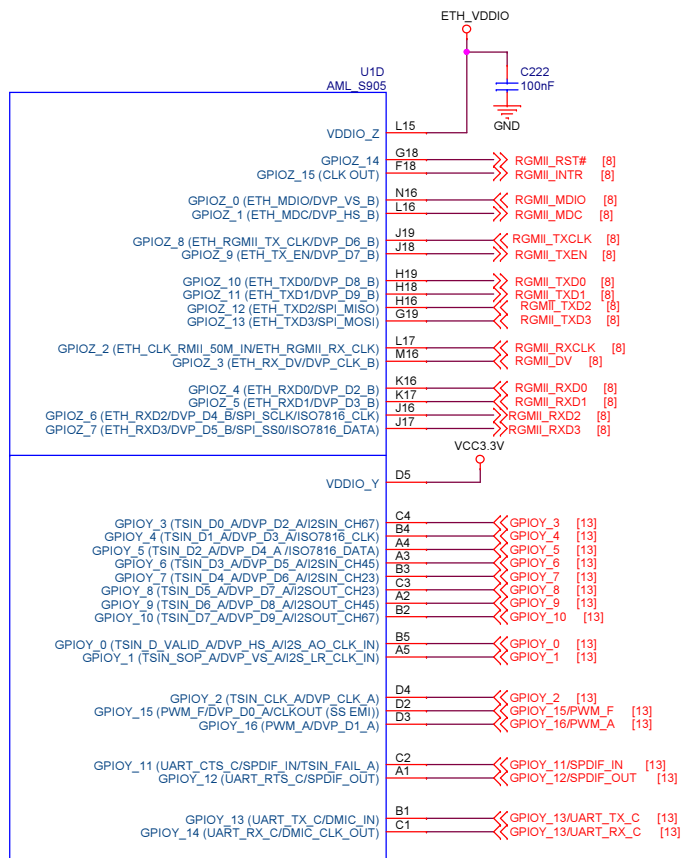 ETH_VDDIO
U1D
AML_S905
C222
100nF
GND
VDDIO_Z L15
GPIOZ_14 G18 RGMII_RST# [8]
GPIOZ_15 (CLK OUT) F18 RGMII_INTR [8]
GPIOZ_0 (ETH_MDIO/DVP_VS_B) N16 RGMII_MDIO [8]
GPIOZ_1 (ETH_MDC/DVP_HS_B) L16 RGMII_MDC [8]
GPIOZ_8 (ETH_RGMII_TX_CLK/DVP_D6_B) J19 RGMII_TXCLK [8]
GPIOZ_9 (ETH_TX_EN/DVP_D7_B) J18 RGMII_TXEN [8]
GPIOZ_10 (ETH_TXD0/DVP_D8_B) H19 RGMII_TXD0 [8]
GPIOZ_11 (ETH_TXD1/DVP_D9_B) H18 RGMII_TXD1 [8]
GPIOZ_12 (ETH_TXD2/SPI_MISO) H16 RGMII_TXD2 [8]
GPIOZ_13 (ETH_TXD3/SPI_MOSI) G19 RGMII_TXD3 [8]
GPIOZ_2 (ETH_CLK_RMII_50M_IN/ETH_RGMII_RX_CLK) L17 RGMII_RXCLK [8]
GPIOZ_3 (ETH_RX_DV/DVP_CLK_B) M16 RGMII_DV [8]
GPIOZ_4 (ETH_RXD0/DVP_D2_B) K16 RGMII_RXD0 [8]
GPIOZ_5 (ETH_RXD1/DVP_D3_B) K17 RGMII_RXD1 [8]
GPIOZ_6 (ETH_RXD2/DVP_D4_B/SPI_SCLK/ISO7816_CLK) J16 RGMII_RXD2 [8]
GPIOZ_7 (ETH_RXD3/DVP_D5_B/SPI_SS0/ISO7816_DATA) J17 RGMII_RXD3 [8]
VCC3.3V
VDDIO_Y D5
GPIOY_3 (TSIN_D0_A/DVP_D2_A/I2SIN_CH67) C4 GPIOY_3 [13]
GPIOY_4 (TSIN_D1_A/DVP_D3_A/ISO7816_CLK) B4 GPIOY_4 [13]
GPIOY_5 (TSIN_D2_A/DVP_D4_A /ISO7816_DATA) A4 GPIOY_5 [13]
GPIOY_6 (TSIN_D3_A/DVP_D5_A/I2SIN_CH45) A3 GPIOY_6 [13]
GPIOY_7 (TSIN_D4_A/DVP_D6_A/I2SIN_CH23) B3 GPIOY_7 [13]
GPIOY_8 (TSIN_D5_A/DVP_D7_A/I2SOUT_CH23) C3 GPIOY_8 [13]
GPIOY_9 (TSIN_D6_A/DVP_D8_A/I2SOUT_CH45) A2 GPIOY_9 [13]
GPIOY_10 (TSIN_D7_A/DVP_D9_A/I2SOUT_CH67) B2 GPIOY_10 [13]
GPIOY_0 (TSIN_D_VALID_A/DVP_HS_A/I2S_AO_CLK_IN) B5 GPIOY_0 [13]
GPIOY_1 (TSIN_SOP_A/DVP_VS_A/I2S_LR_CLK_IN) A5 GPIOY_1 [13]
GPIOY_2 (TSIN_CLK_A/DVP_CLK_A) D4 GPIOY_2 [13]
GPIOY_15 (PWM_F/DVP_D0_A/CLKOUT (SS EMI)) D2 GPIOY_15/PWM_F [13]
GPIOY_16 (PWM_A/DVP_D1_A) D3 GPIOY_16/PWM_A [13]
GPIOY_11 (UART_CTS_C/SPDIF_IN/TSIN_FAIL_A) C2 GPIOY_11/SPDIF_IN [13]
GPIOY_12 (UART_RTS_C/SPDIF_OUT) A1 GPIOY_12/SPDIF_OUT [13]
GPIOY_13 (UART_TX_C/DMIC_IN) B1 GPIOY_13/UART_TX_C [13]
GPIOY_14 (UART_RX_C/DMIC_CLK_OUT) C1 GPIOY_13/UART_RX_C [13]